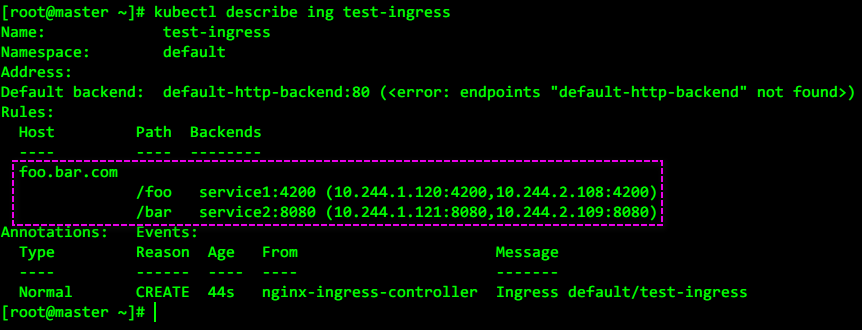 [root@master ~]# kubectl describe ing test-ingress
Name:             test-ingress
Namespace:        default
Address:
Default backend:  default-http-backend:80 (<error: endpoints "default-http-backend" not found>)
Rules:
  Host         Path  Backends
  ----         ----  --------
  foo.bar.com
               /foo   service1:4200 (10.244.1.120:4200,10.244.2.108:4200)
               /bar   service2:8080 (10.244.1.121:8080,10.244.2.109:8080)
Annotations:   Events:
  Type         Reason  Age   From                      Message
  ----         ------  ----  ----                      -------
  Normal       CREATE  44s   nginx-ingress-controller  Ingress default/test-ingress
[root@master ~]#